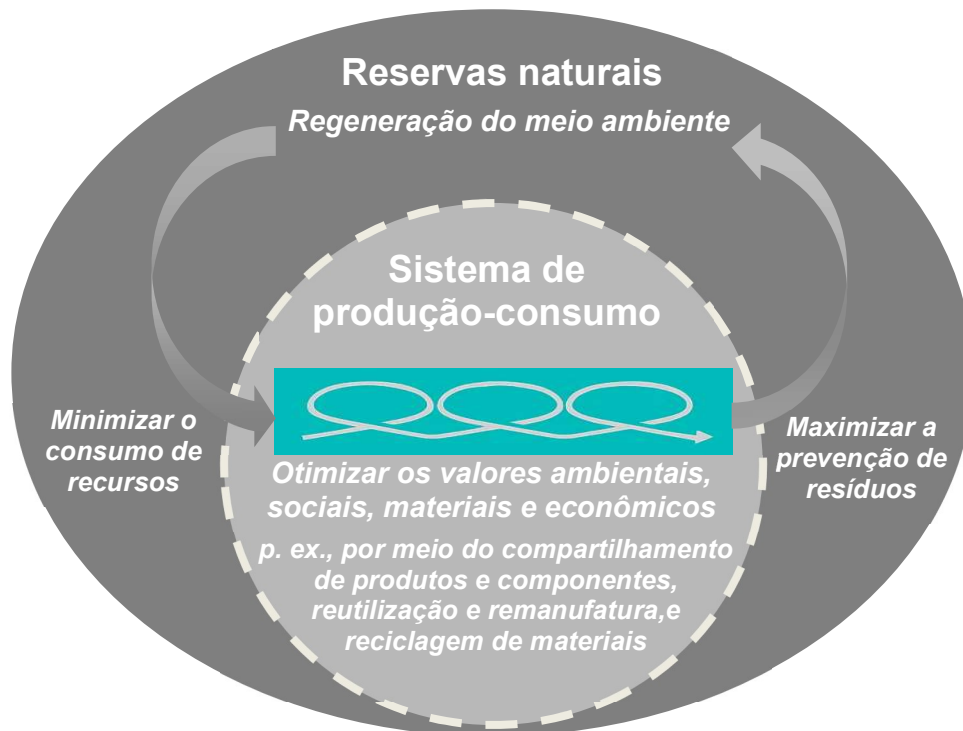 Reservas naturais
Regeneração do meio ambiente
Sistema de
produção-consumo
Minimizar o
consumo de
recursos
Maximizar a
prevenção de
resíduos
Otimizar os valores ambientais,
sociais, materiais e econômicos
p. ex., por meio do compartilhamento
de produtos e componentes,
reutilização e remanufatura,e
reciclagem de materiais